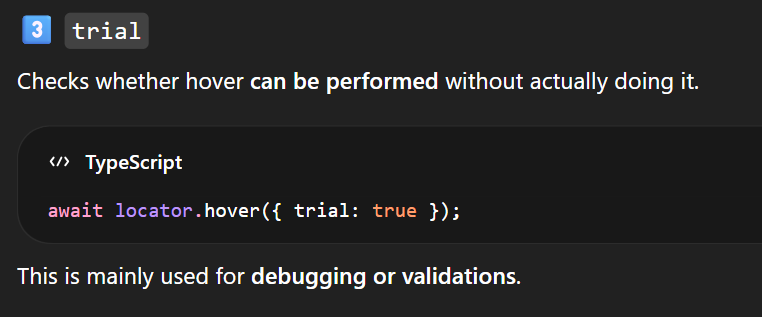 3 trial
Checks whether hover can be performed without actually doing it.
</> TypeScript
await locator.hover({ trial: true });
This is mainly used for debugging or validations.